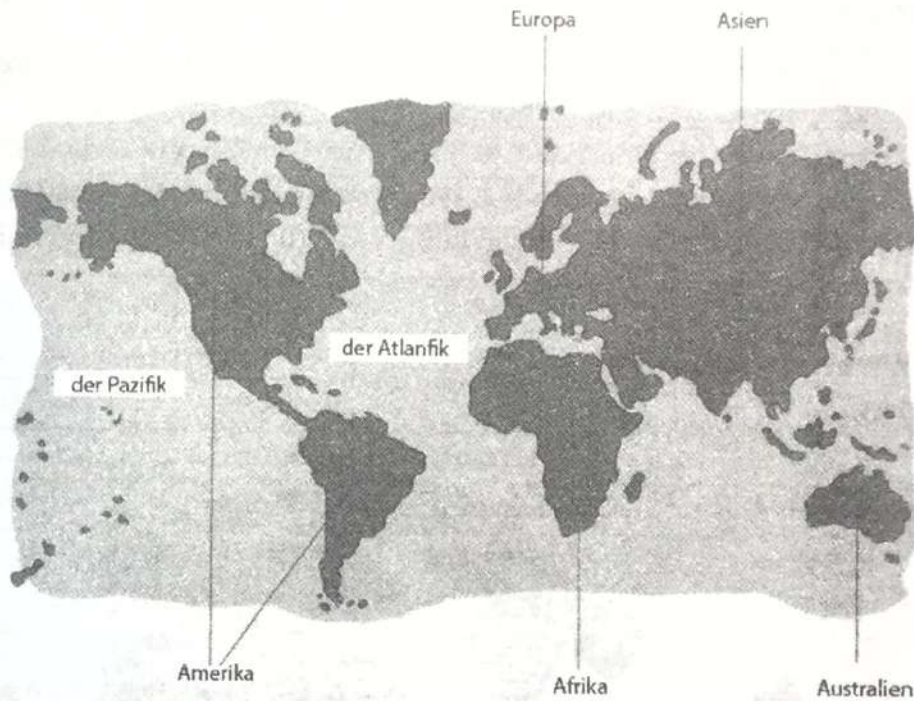 Europa
Asien
der Atlanfik
der Pazifik
Amerika
Afrika
Australien